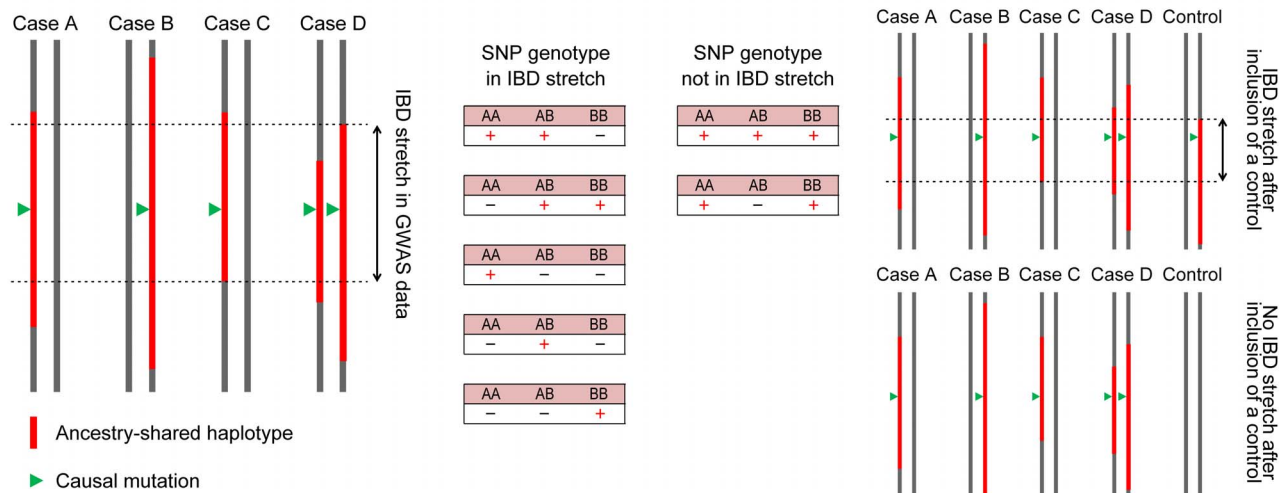 Case A Case B Case C Case D
IBD stretch in GWAS data
Ancestry-shared haplotype
Causal mutation
SNP genotype
in IBD stretch
AA AB BB
+ + −
AA AB BB
− + +
AA AB BB
+ − −
AA AB BB
− + −
AA AB BB
− − +
SNP genotype
not in IBD stretch
AA AB BB
+ + +
AA AB BB
+ − +
Case A Case B Case C Case D Control
IBD stretch after
inclusion of a control
Case A Case B Case C Case D Control
No IBD stretch after
inclusion of a control